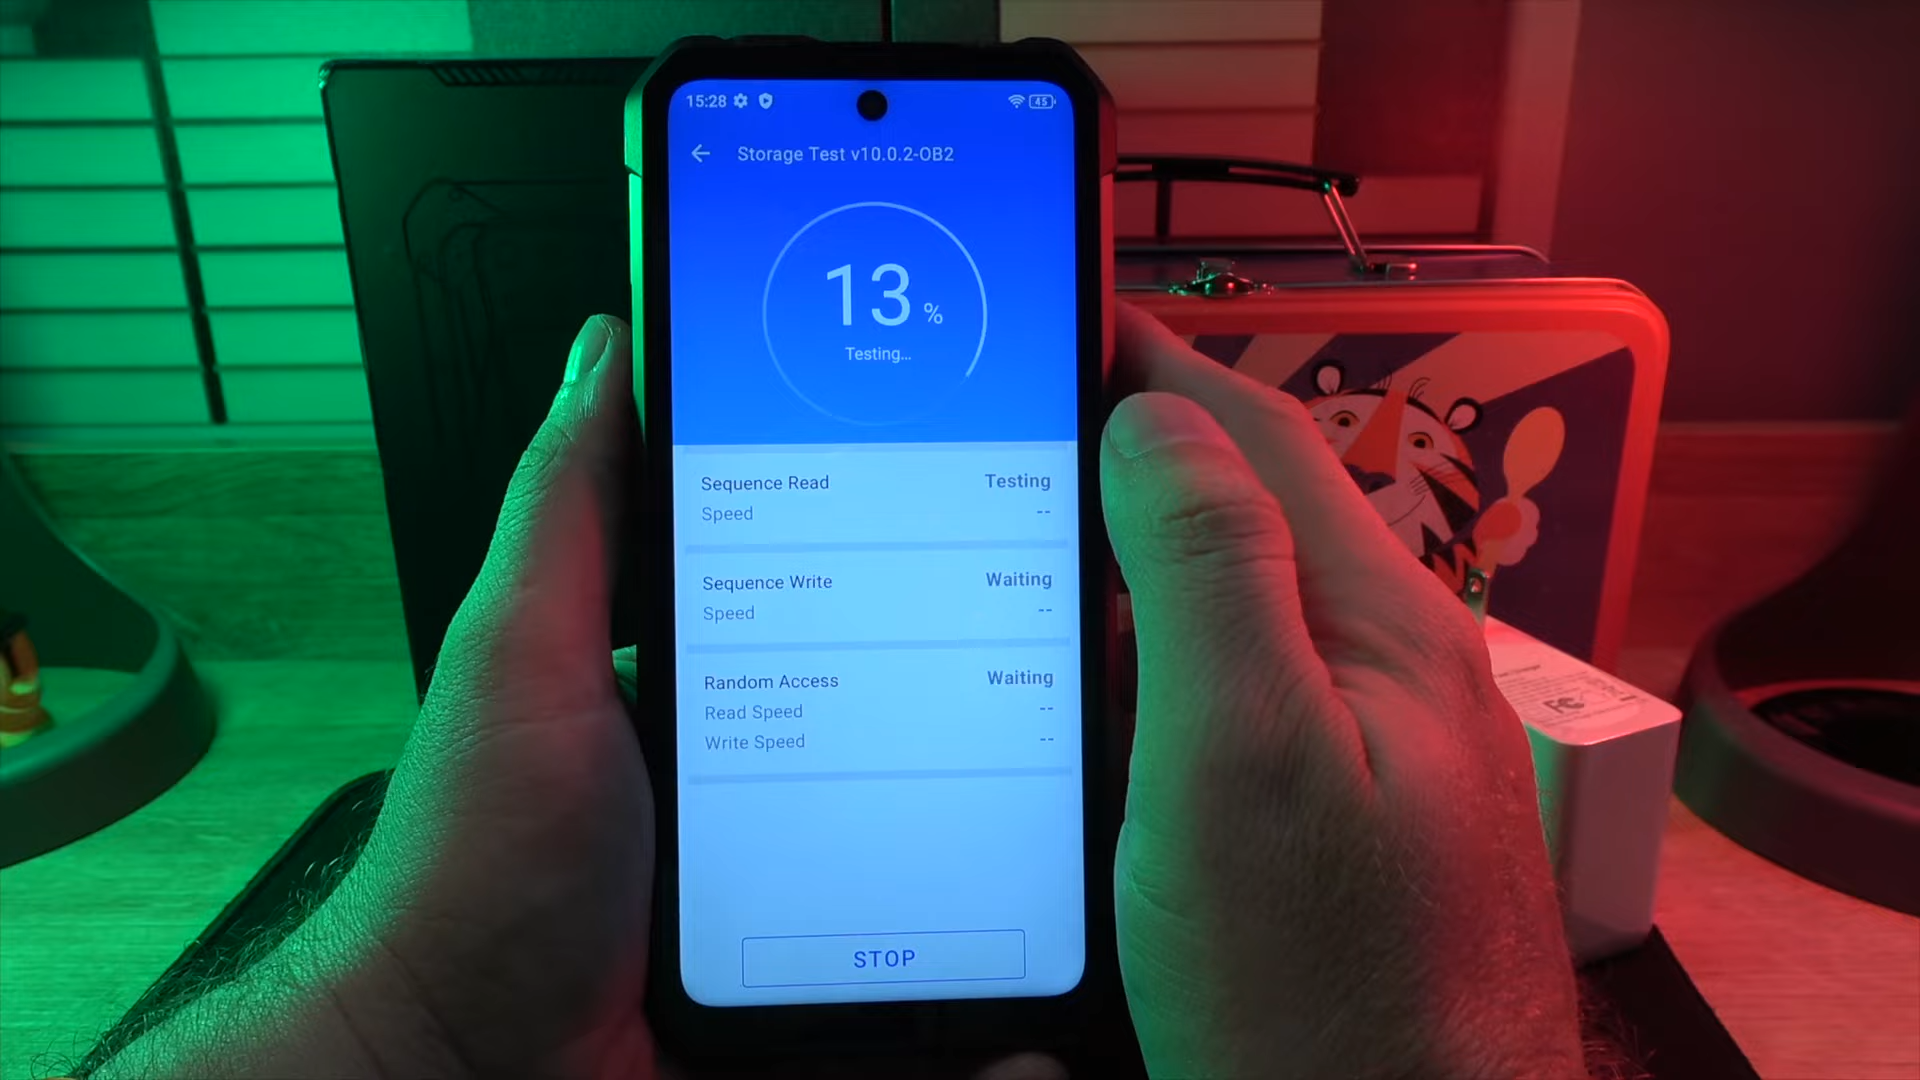 15:28
45
Storage Test v10.0.2-OB2
13 %
Testing...
Sequence Read Testing
Speed --
Sequence Write Waiting
Speed --
Random Access Waiting
Read Speed --
Write Speed --
STOP
FC